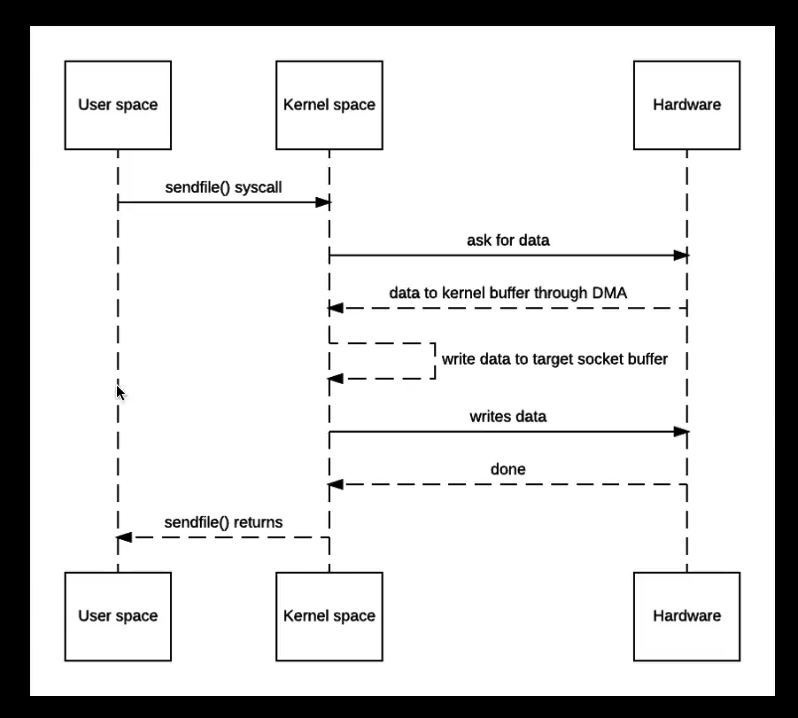 User space
Kernel space
Hardware
sendfile() syscall
ask for data
data to kernel buffer through DMA
write data to target socket buffer
writes data
done
sendfile() returns
User space
Kernel space
Hardware